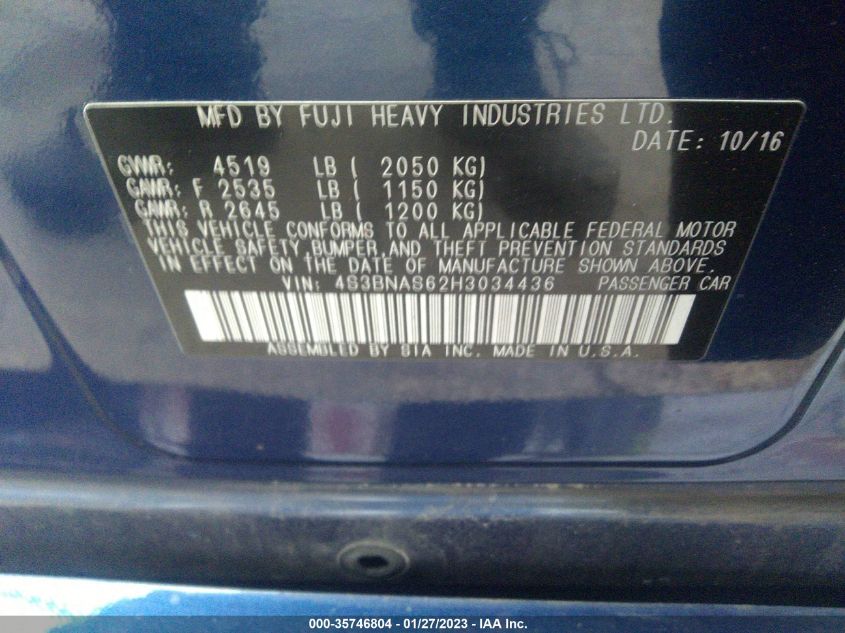 MFD BY FUJI HEAVY INDUSTRIES LTD.
DATE: 10/16
GVWR: 4519 LB ( 2050 KG)
GAWR: F 2535 LB ( 1150 KG)
GAWR: R 2645 LB ( 1200 KG)
THIS VEHICLE CONFORMS TO ALL APPLICABLE FEDERAL MOTOR
VEHICLE SAFETY, BUMPER, AND THEFT PREVENTION STANDARDS
IN EFFECT ON THE DATE OF MANUFACTURE SHOWN ABOVE.
VIN: 4S3BNAS62H3034436 PASSENGER CAR
ASSEMBLED BY SIA INC. MADE IN U.S.A.
000-35746804 - 01/27/2023 - IAA Inc.